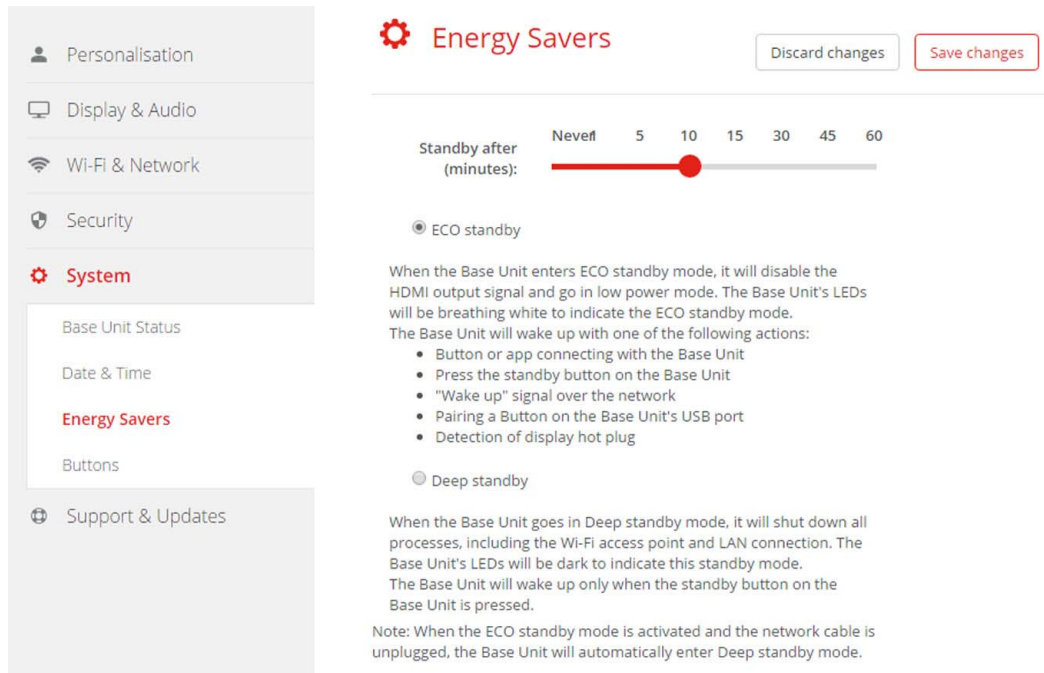 Personalisation
Display & Audio
Wi-Fi & Network
Security
System
Base Unit Status
Date & Time
Energy Savers
Buttons
Support & Updates
Energy Savers
Discard changes
Save changes
Standby after
(minutes):
Never 1 5 10 15 30 45 60
ECO standby
When the Base Unit enters ECO standby mode, it will disable the
HDMI output signal and go in low power mode. The Base Unit's LEDs
will be breathing white to indicate the ECO standby mode.
The Base Unit will wake up with one of the following actions:
• Button or app connecting with the Base Unit
• Press the standby button on the Base Unit
• "Wake up" signal over the network
• Pairing a Button on the Base Unit's USB port
• Detection of display hot plug
Deep standby
When the Base Unit goes in Deep standby mode, it will shut down all
processes, including the Wi-Fi access point and LAN connection. The
Base Unit's LEDs will be dark to indicate this standby mode.
The Base Unit will wake up only when the standby button on the
Base Unit is pressed.
Note: When the ECO standby mode is activated and the network cable is
unplugged, the Base Unit will automatically enter Deep standby mode.